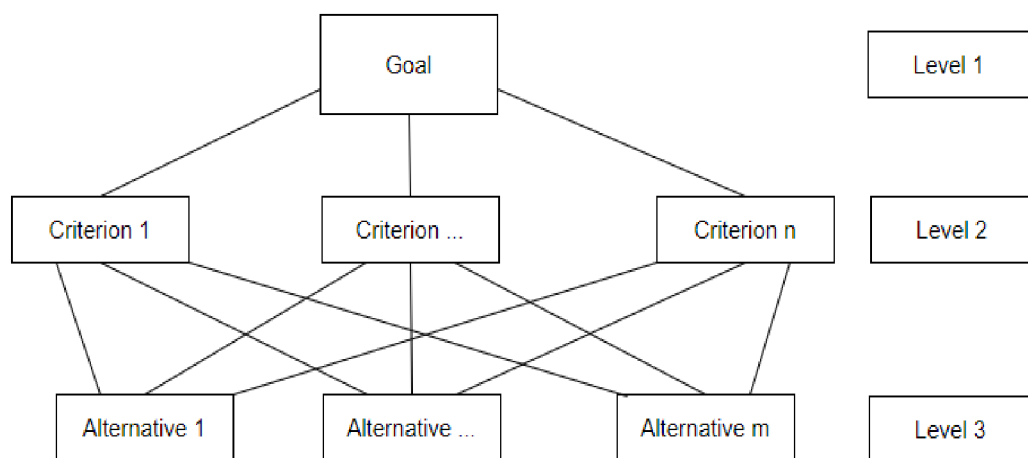 Goal
Level 1
Criterion 1
Criterion ...
Criterion n
Level 2
Alternative 1
Alternative ...
Alternative m
Level 3